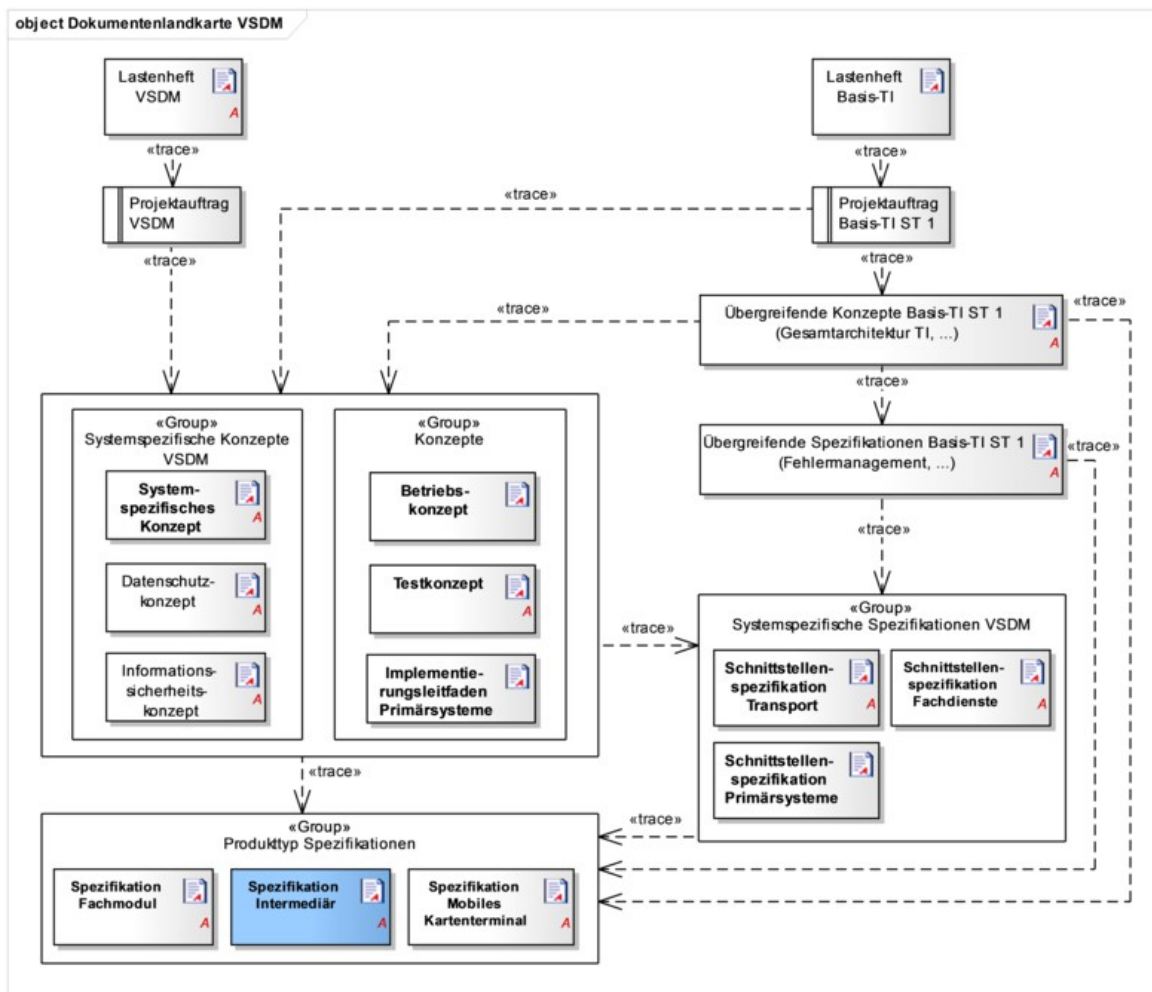 object Dokumentenlandkarte VSDM
Lastenheft
VSDM
A
Lastenheft
Basis-TI
«trace»
«trace»
Projektauftrag
VSDM
«trace»
Projektauftrag
Basis-TI ST 1
«trace»
«trace»
«trace»
Übergreifende Konzepte Basis-TI ST 1
(Gesamtarchitektur TI, ...)
A
«trace»
«trace»
Übergreifende Spezifikationen Basis-TI ST 1
(Fehlermanagement, ...)
A
«trace»
«trace»
«Group»
Systemspezifische Konzepte
VSDM
System-
spezifisches
Konzept
A
Datenschutz-
konzept
A
Informations-
sicherheits-
konzept
A
«Group»
Konzepte
Betriebs-
konzept
Testkonzept
A
Implementie-
rungsleitfaden
Primärsysteme
«trace»
«Group»
Systemspezifische Spezifikationen VSDM
Schnittstellen-
spezifikation
Transport
A
Schnittstellen-
spezifikation
Fachdienste
A
Schnittstellen-
spezifikation
Primärsysteme
«trace»
«trace»
«Group»
Produkttyp Spezifikationen
Spezifikation
Fachmodul
A
Spezifikation
Intermediär
A
Spezifikation
Mobiles
Kartenterminal
A